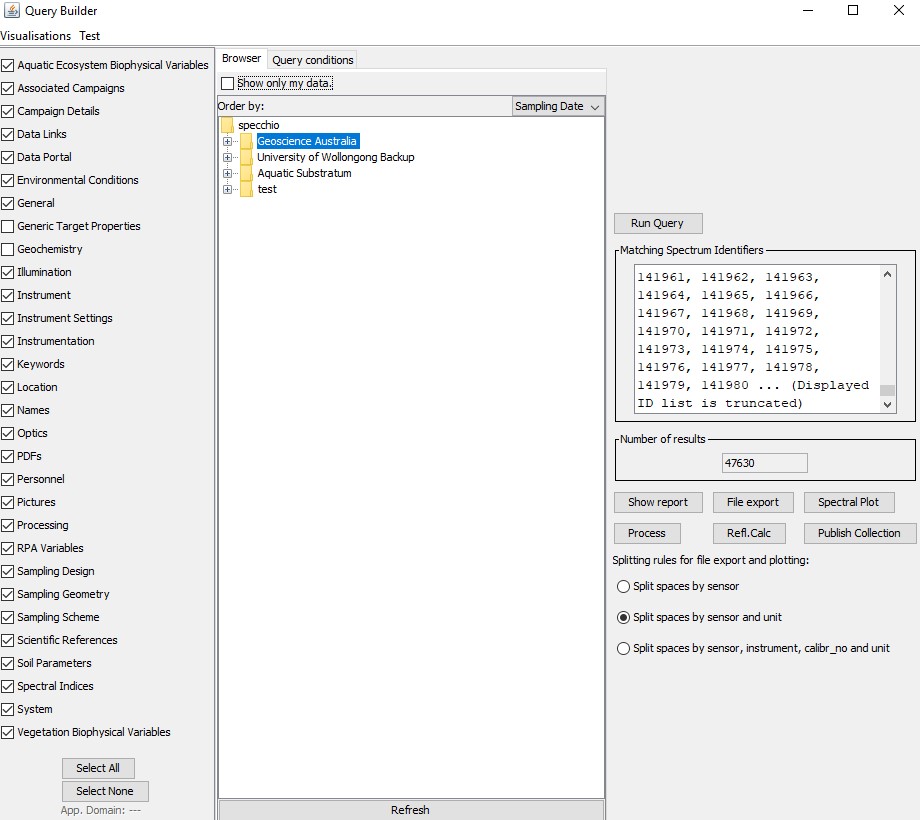 Query Builder
Visualisations Test
Aquatic Ecosystem Biophysical Variables
Associated Campaigns
Campaign Details
Data Links
Data Portal
Environmental Conditions
General
Generic Target Properties
Geochemistry
Illumination
Instrument
Instrument Settings
Instrumentation
Keywords
Location
Names
Optics
PDFs
Personnel
Pictures
Processing
RPA Variables
Sampling Design
Sampling Geometry
Sampling Scheme
Scientific References
Soil Parameters
Spectral Indices
System
Vegetation Biophysical Variables
Select All
Select None
App. Domain: ---
Browser Query conditions
Show only my data.
Order by: Sampling Date
specchio
Geoscience Australia
University of Wollongong Backup
Aquatic Substratum
test
Refresh
Run Query
Matching Spectrum Identifiers
141961, 141962, 141963,
141964, 141965, 141966,
141967, 141968, 141969,
141970, 141971, 141972,
141973, 141974, 141975,
141976, 141977, 141978,
141979, 141980 ... (Displayed
ID list is truncated)
Number of results
47630
Show report File export Spectral Plot
Process Refl.Calc Publish Collection
Splitting rules for file export and plotting:
Split spaces by sensor
Split spaces by sensor and unit
Split spaces by sensor, instrument, calibr_no and unit